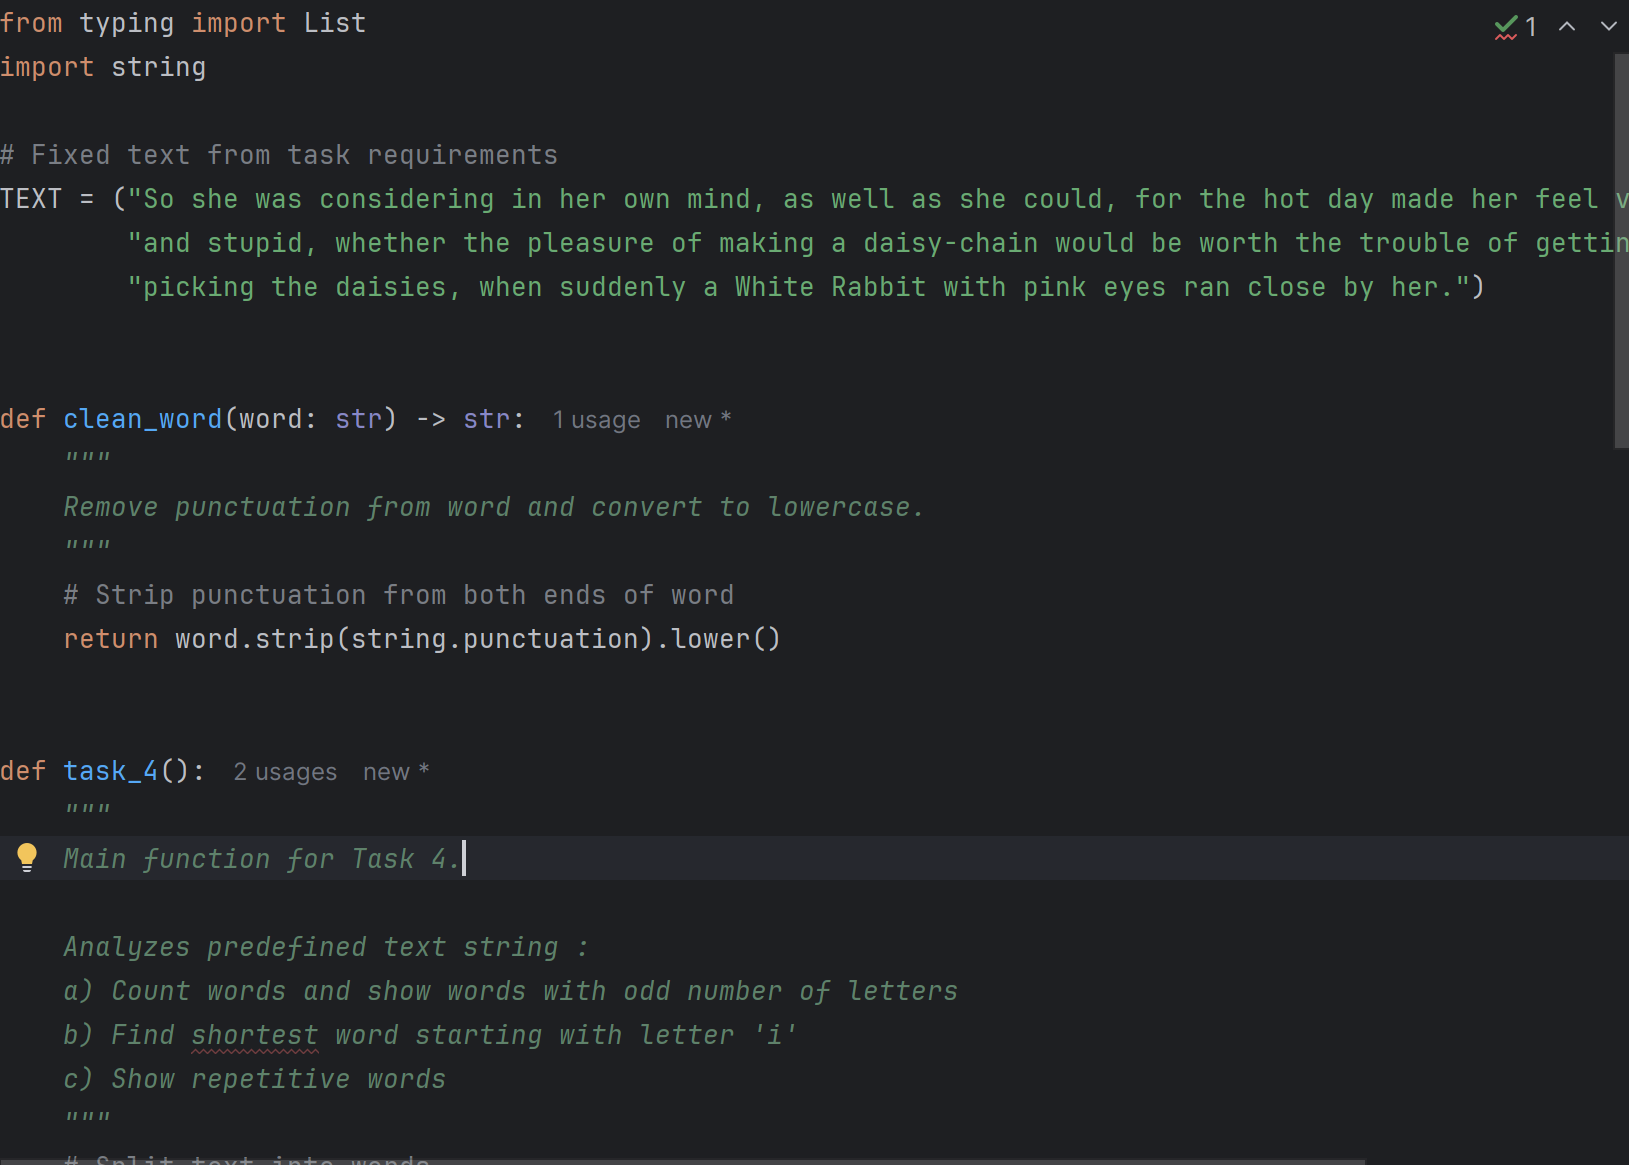 from typing import List
1
import string
# Fixed text from task requirements
TEXT = ("So she was considering in her own mind, as well as she could, for the hot day made her feel
"and stupid, whether the pleasure of making a daisy-chain would be worth the trouble of
"picking the daisies, when suddenly a White Rabbit with pink eyes ran close by her.")
def clean_word(word: str) -> str: 1 usage new *
"""
Remove punctuation from word and convert to lowercase.
"""
# Strip punctuation from both ends of word
return word.strip(string.punctuation).lower()
def task_4(): 2 usages new *
"""
Main function for Task 4.
Analyzes predefined text string :
a) Count words and show words with odd number of letters
b) Find shortest word starting with letter 'i'
c) Show repetitive words
"""
# Split text into words